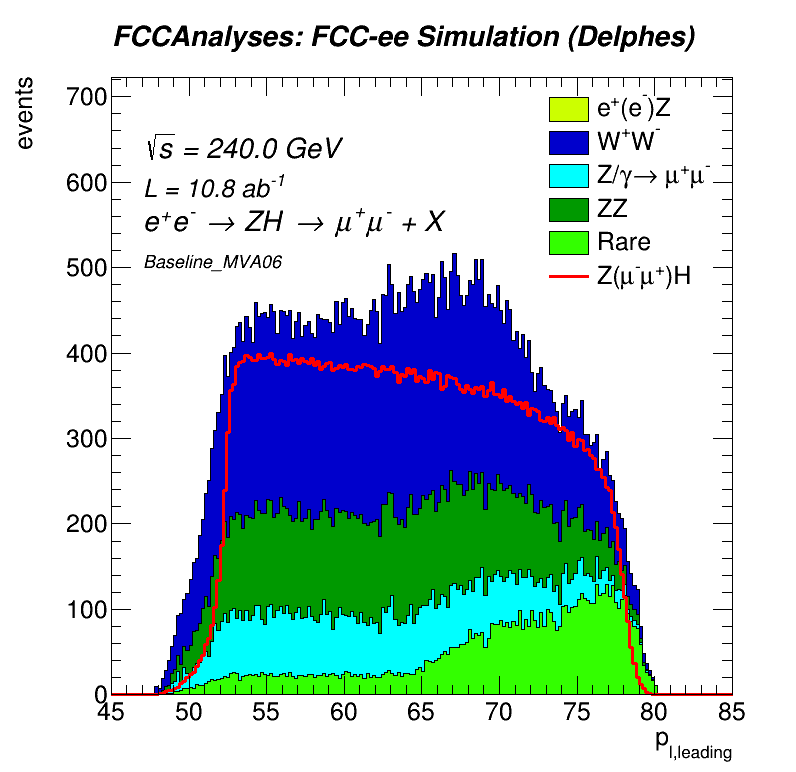 FCCAnalyses: FCC-ee Simulation (Delphes)
events
700
600
500
400
300
200
100
0
√s = 240.0 GeV
L = 10.8 ab⁻¹
e⁺e⁻ → ZH → μ⁺μ⁻ + X
Baseline_MVA06
e⁺(e⁻)Z
W⁺W⁻
Z/γ→ μ⁺μ⁻
ZZ
Rare
Z(μ⁻μ⁺)H
45 50 55 60 65 70 75 80 85
p_{l,leading}